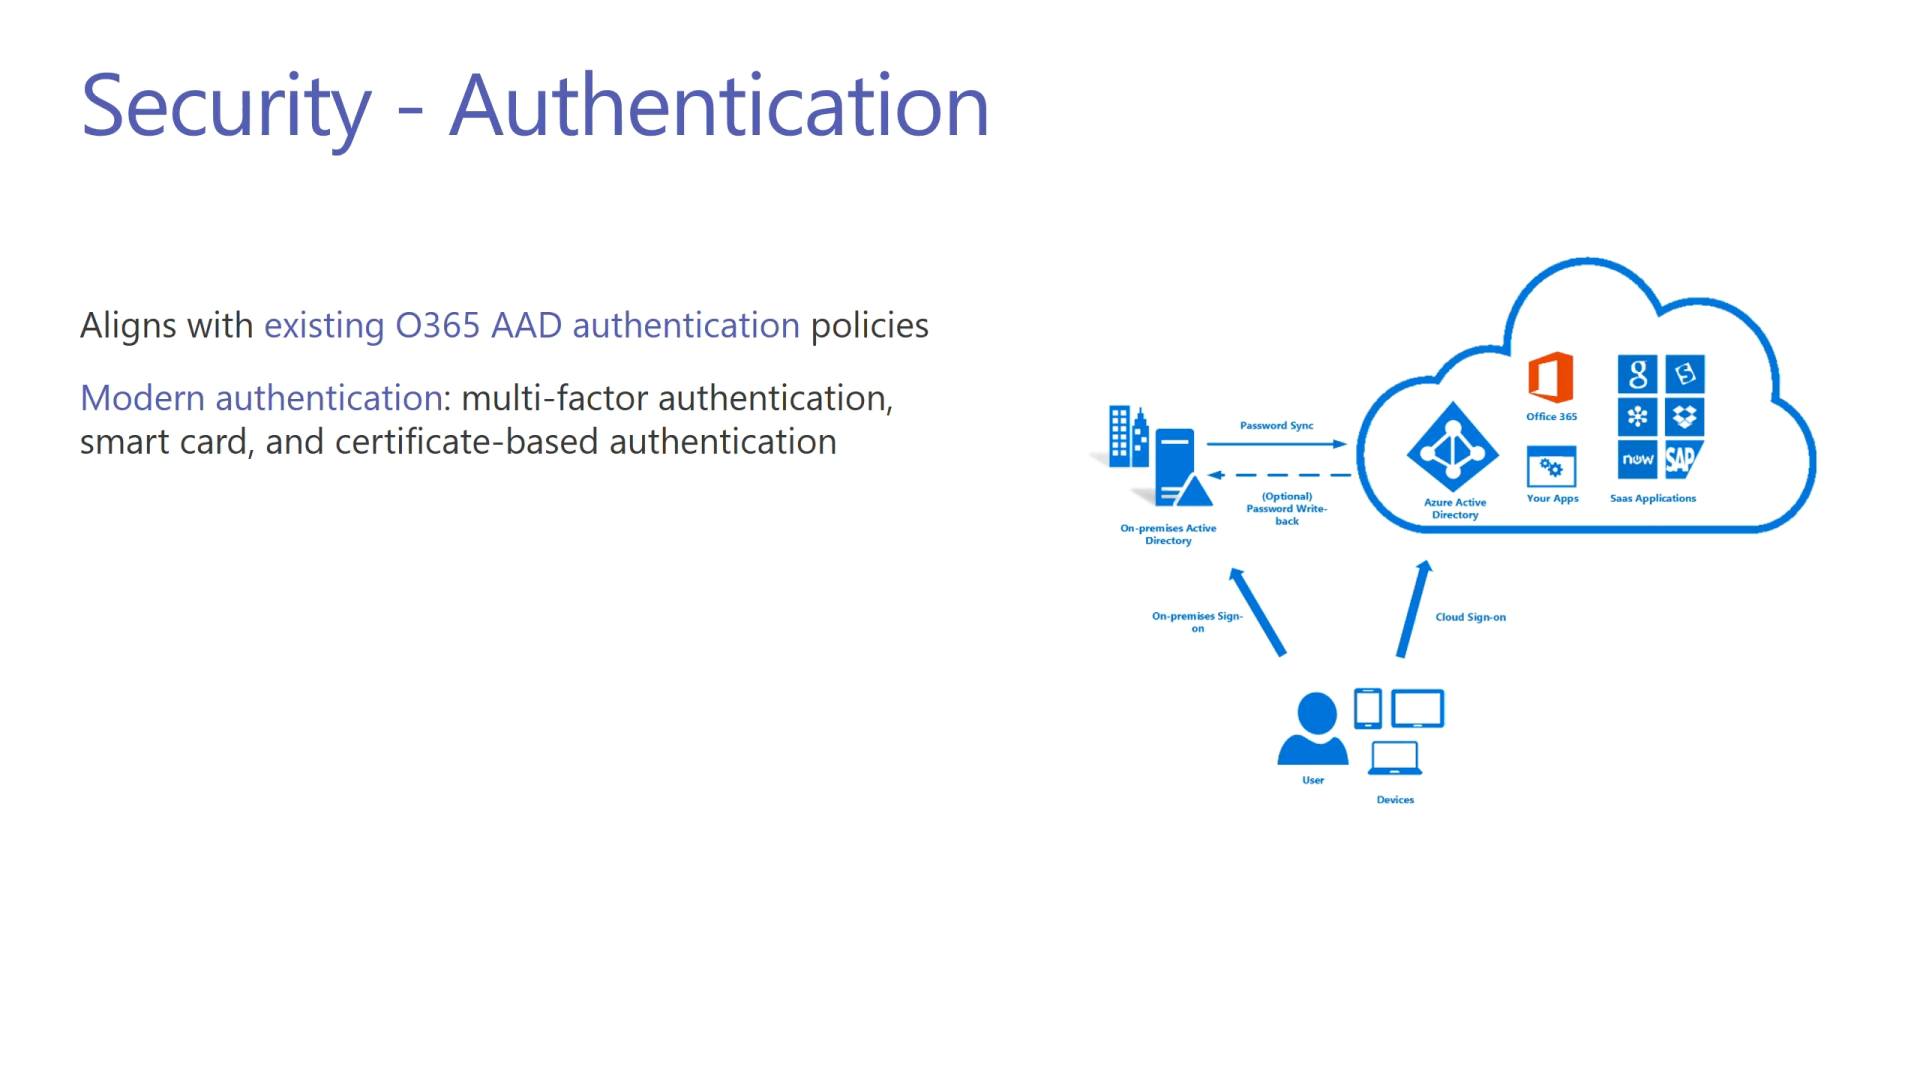 Security - Authentication
Aligns with existing O365 AAD authentication policies
Modern authentication: multi-factor authentication,
smart card, and certificate-based authentication
Password Sync
(Optional)
Password Write-
back
On-premises Active
Directory
Azure Active
Directory
Office 365
Your Apps
g
S
now
SAP
Saas Applications
On-premises Sign-
on
Cloud Sign-on
User
Devices